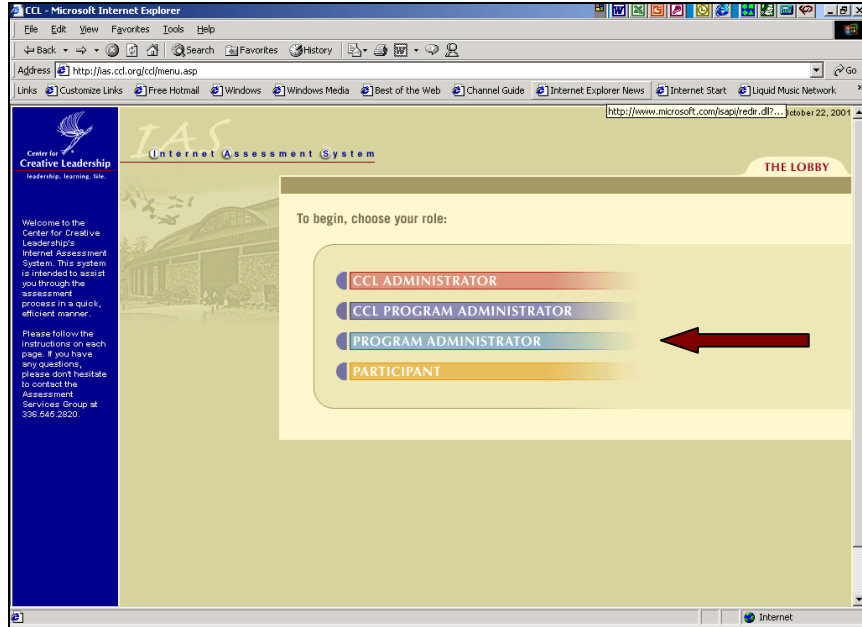 CCL - Microsoft Internet Explorer
File Edit View Favorites Tools Help
Back Search Favorites History
Address http://ias.ccl.org/ccl/menu.asp Go
Links Customize Links Free Hotmail Windows Windows Media Best of the Web Channel Guide Internet Explorer News Internet Start Liquid Music Network
http://www.microsoft.com/isapi/redir.dll?... October 22, 2001
Center for
Creative Leadership
leadership. learning. life.
IAS
Internet Assessment System
THE LOBBY
Welcome to the
Center for Creative
Leadership's
Internet Assessment
System. This system
is intended to assist
you through the
assessment
process in a quick,
efficient manner.
Please follow the
instructions on each
page. If you have
any questions,
please don't hesitate
to contact the
Assessment
Services Group at
336.545.2820.
To begin, choose your role:
CCL ADMINISTRATOR
CCL PROGRAM ADMINISTRATOR
PROGRAM ADMINISTRATOR
PARTICIPANT
Internet